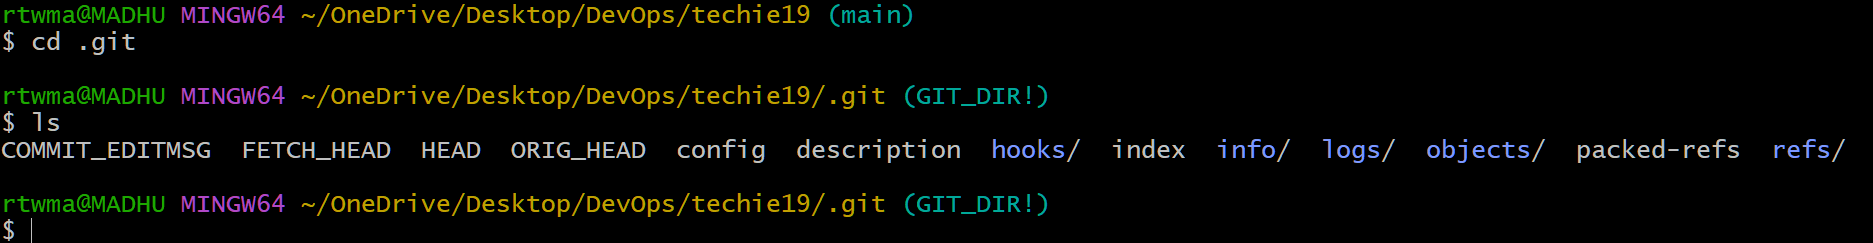 rtwma@MADHU MINGW64 ~/OneDrive/Desktop/DevOps/techie19 (main)
$ cd .git
rtwma@MADHU MINGW64 ~/OneDrive/Desktop/DevOps/techie19/.git (GIT_DIR!)
$ ls
COMMIT_EDITMSG  FETCH_HEAD  HEAD  ORIG_HEAD  config  description  hooks/  index  info/  logs/  objects/  packed-refs  refs/
rtwma@MADHU MINGW64 ~/OneDrive/Desktop/DevOps/techie19/.git (GIT_DIR!)
$